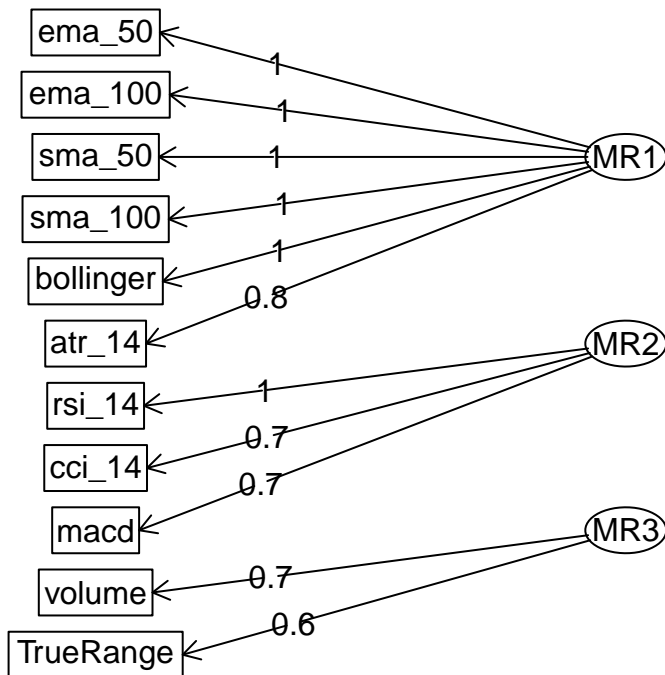 ema_50
ema_100
sma_50
sma_100
bollinger
atr_14
rsi_14
cci_14
macd
volume
TrueRange
1
1
1
1
1
0.8
1
0.7
0.7
0.7
0.6
MR1
MR2
MR3